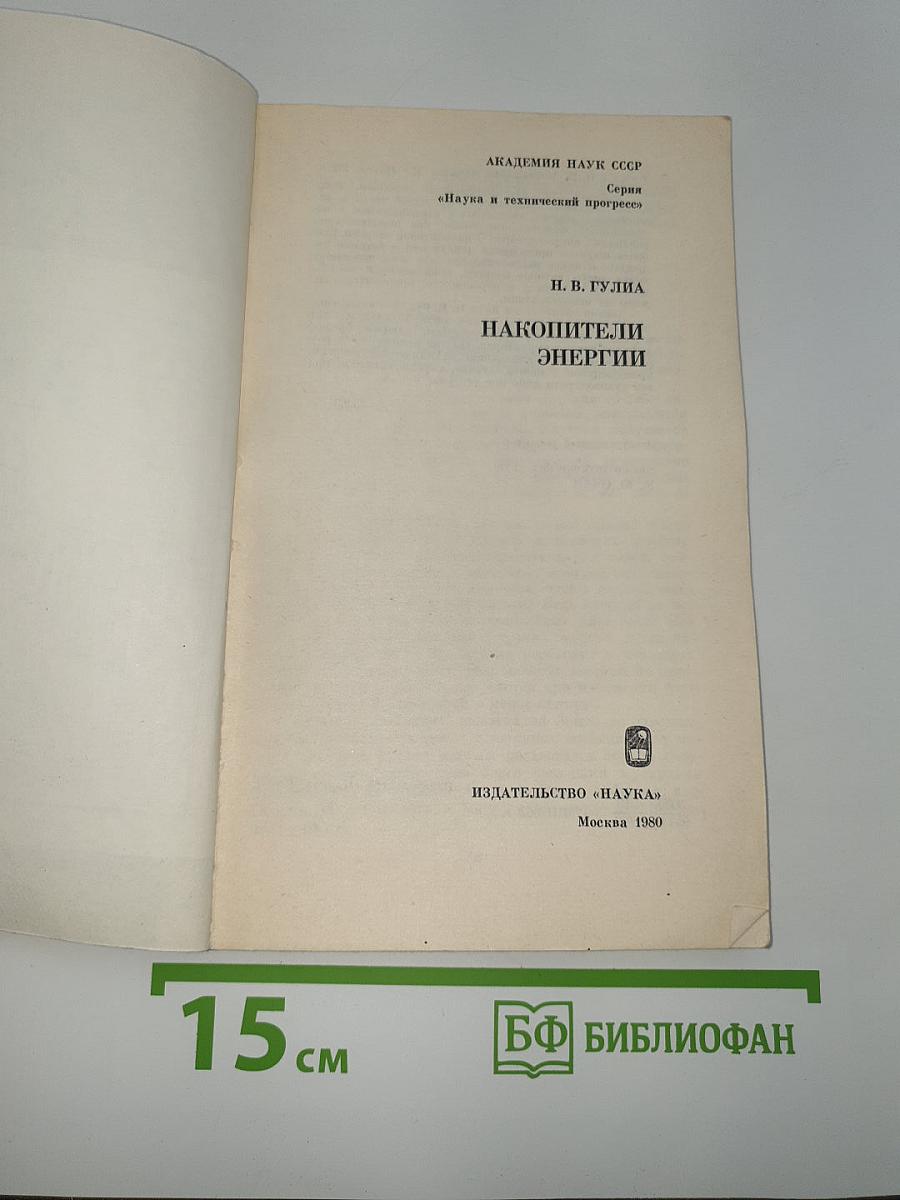 АКАДЕМИЯ НАУК СССР
Серия
«Наука и технический прогресс»
Н. В. ГУЛИА
НАКОПИТЕЛИ
ЭНЕРГИИ
ИЗДАТЕЛЬСТВО «НАУКА»
Москва 1980
15 см
БФ БИБЛИОФАН